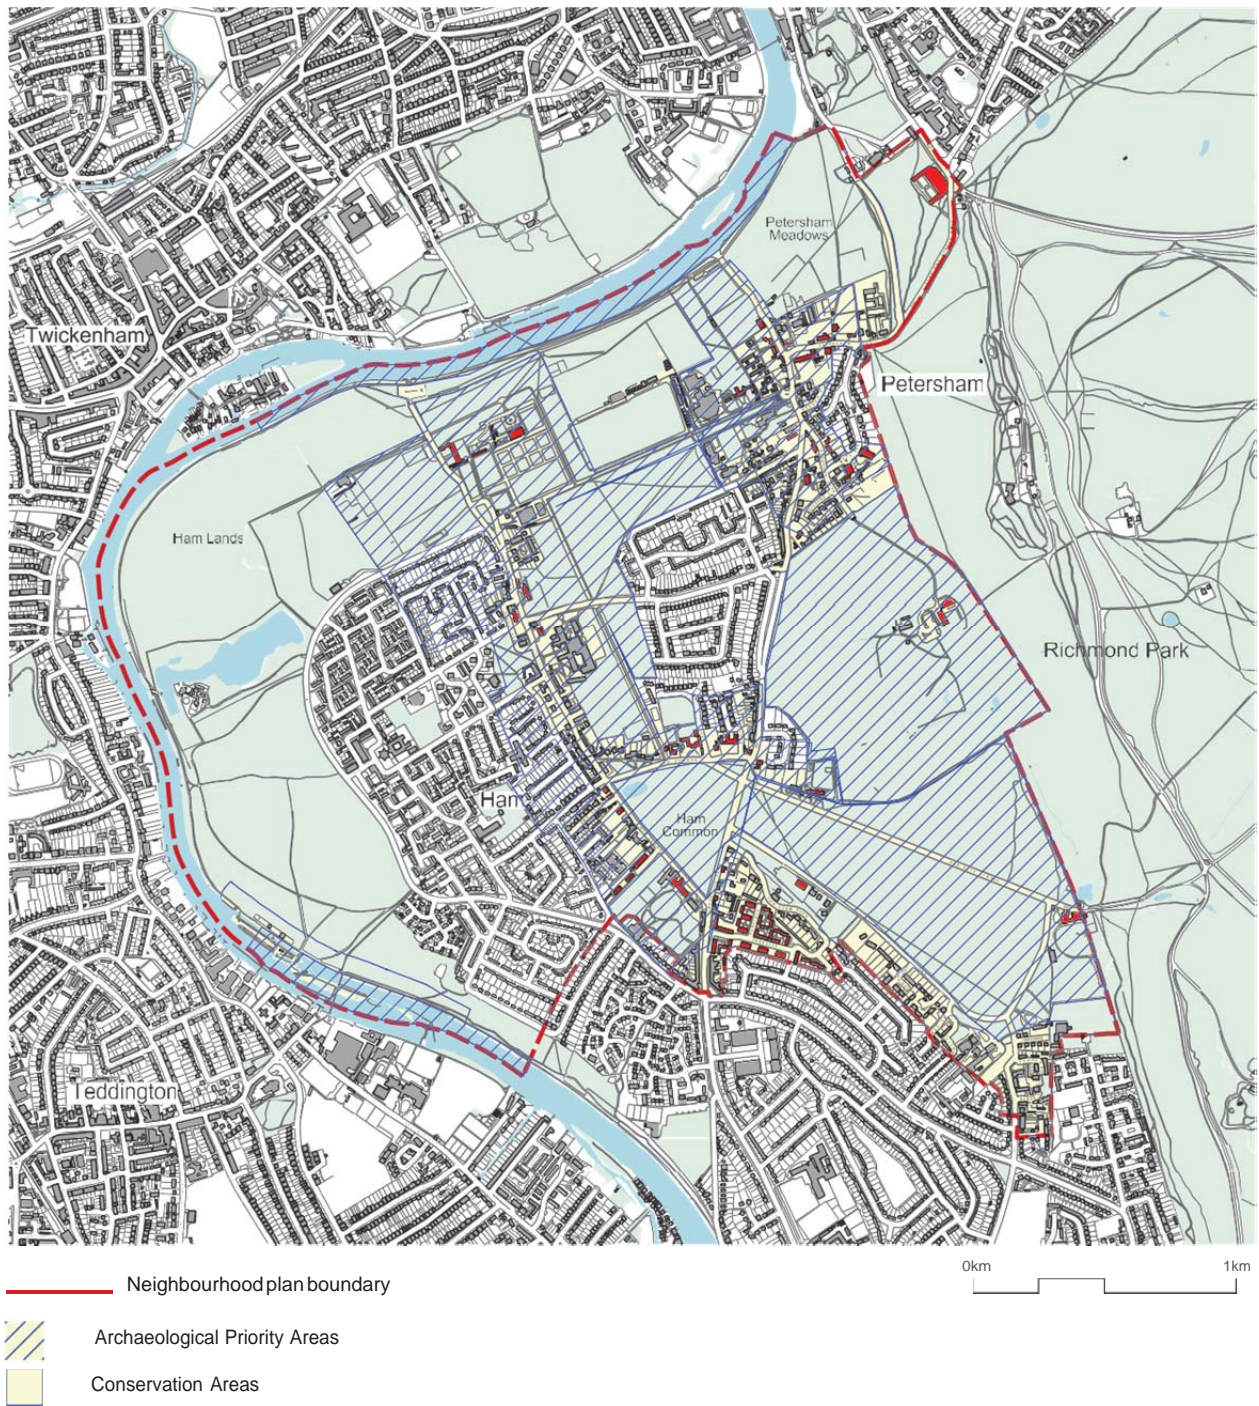 Petersham
Meadows
Twickenham
Petersham
Ham Lands
Richmond Park
Ham
Ham
Common
Teddington
0km 1km
Neighbourhood plan boundary
Archaeological Priority Areas
Conservation Areas